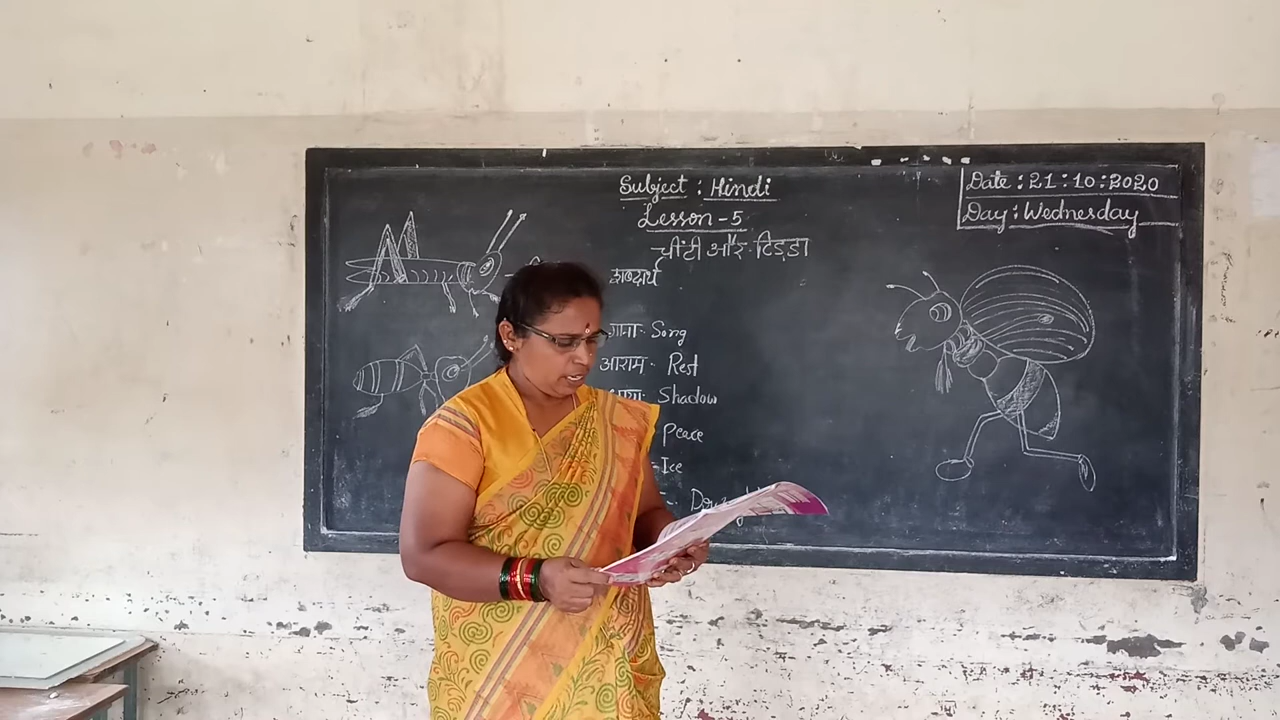 Subject : Hindi
Lesson - 5
चींटी और टिड्डा
शब्दार्थ
Date : 21 : 10 : 2020
Day : Wednesday
- Song
आराम - Rest
Shadow
Peace
- Ice